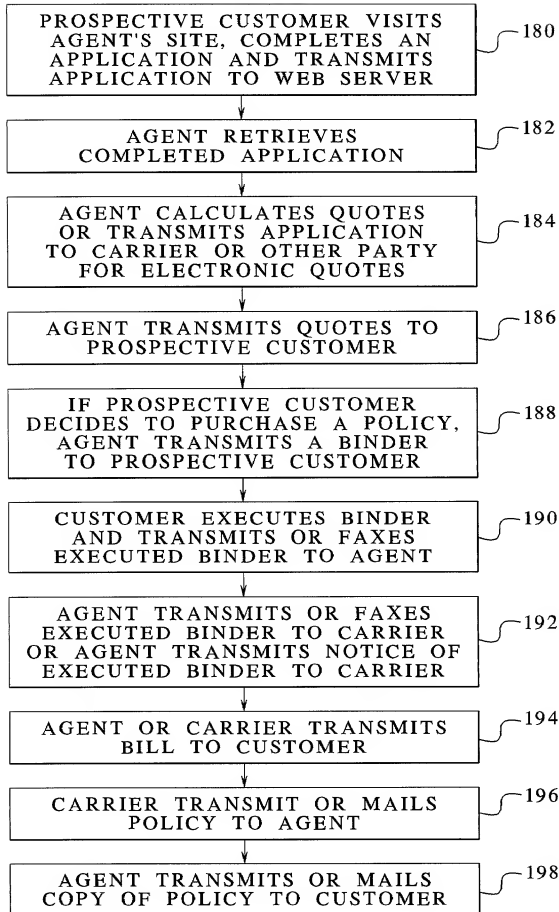 PROSPECTIVE CUSTOMER VISITS
AGENT'S SITE, COMPLETES AN
APPLICATION AND TRANSMITS
APPLICATION TO WEB SERVER
180
AGENT RETRIEVES
COMPLETED APPLICATION
182
AGENT CALCULATES QUOTES
OR TRANSMITS APPLICATION
TO CARRIER OR OTHER PARTY
FOR ELECTRONIC QUOTES
184
AGENT TRANSMITS QUOTES TO
PROSPECTIVE CUSTOMER
186
IF PROSPECTIVE CUSTOMER
DECIDES TO PURCHASE A POLICY,
AGENT TRANSMITS A BINDER
TO PROSPECTIVE CUSTOMER
188
CUSTOMER EXECUTES BINDER
AND TRANSMITS OR FAXES
EXECUTED BINDER TO AGENT
190
AGENT TRANSMITS OR FAXES
EXECUTED BINDER TO CARRIER
OR AGENT TRANSMITS NOTICE OF
EXECUTED BINDER TO CARRIER
192
AGENT OR CARRIER TRANSMITS
BILL TO CUSTOMER
194
CARRIER TRANSMIT OR MAILS
POLICY TO AGENT
196
AGENT TRANSMITS OR MAILS
COPY OF POLICY TO CUSTOMER
198